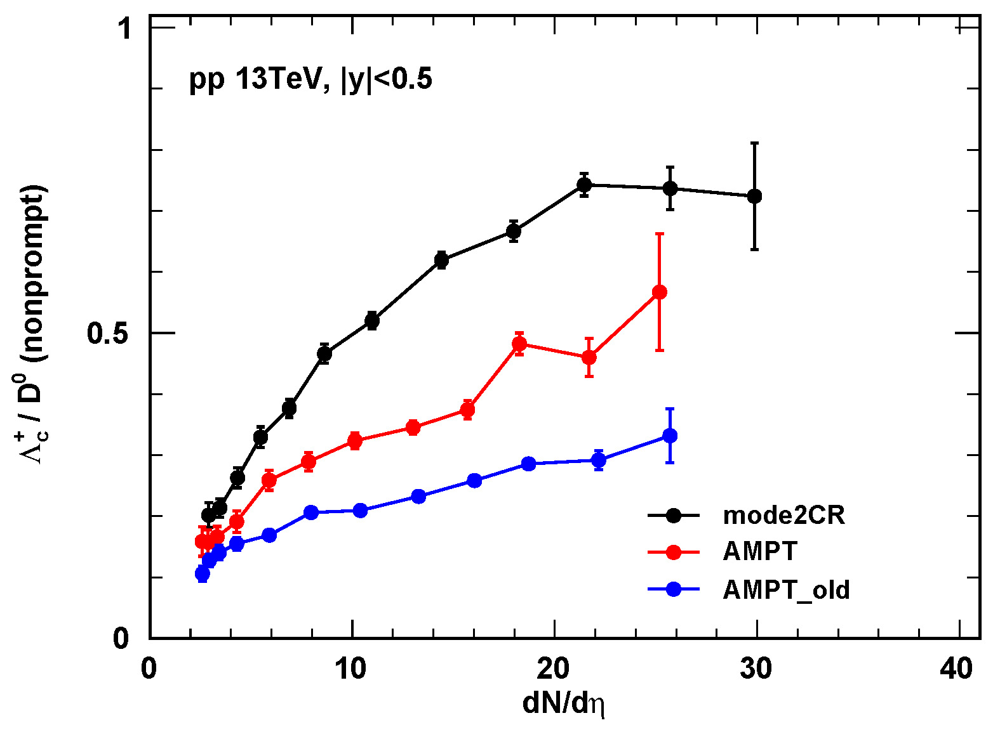 1
pp 13TeV, |y|<0.5
Λc+ / D0 (nonprompt)
0.5
mode2CR
AMPT
AMPT_old
0
0 10 20 30 40
dN/dη